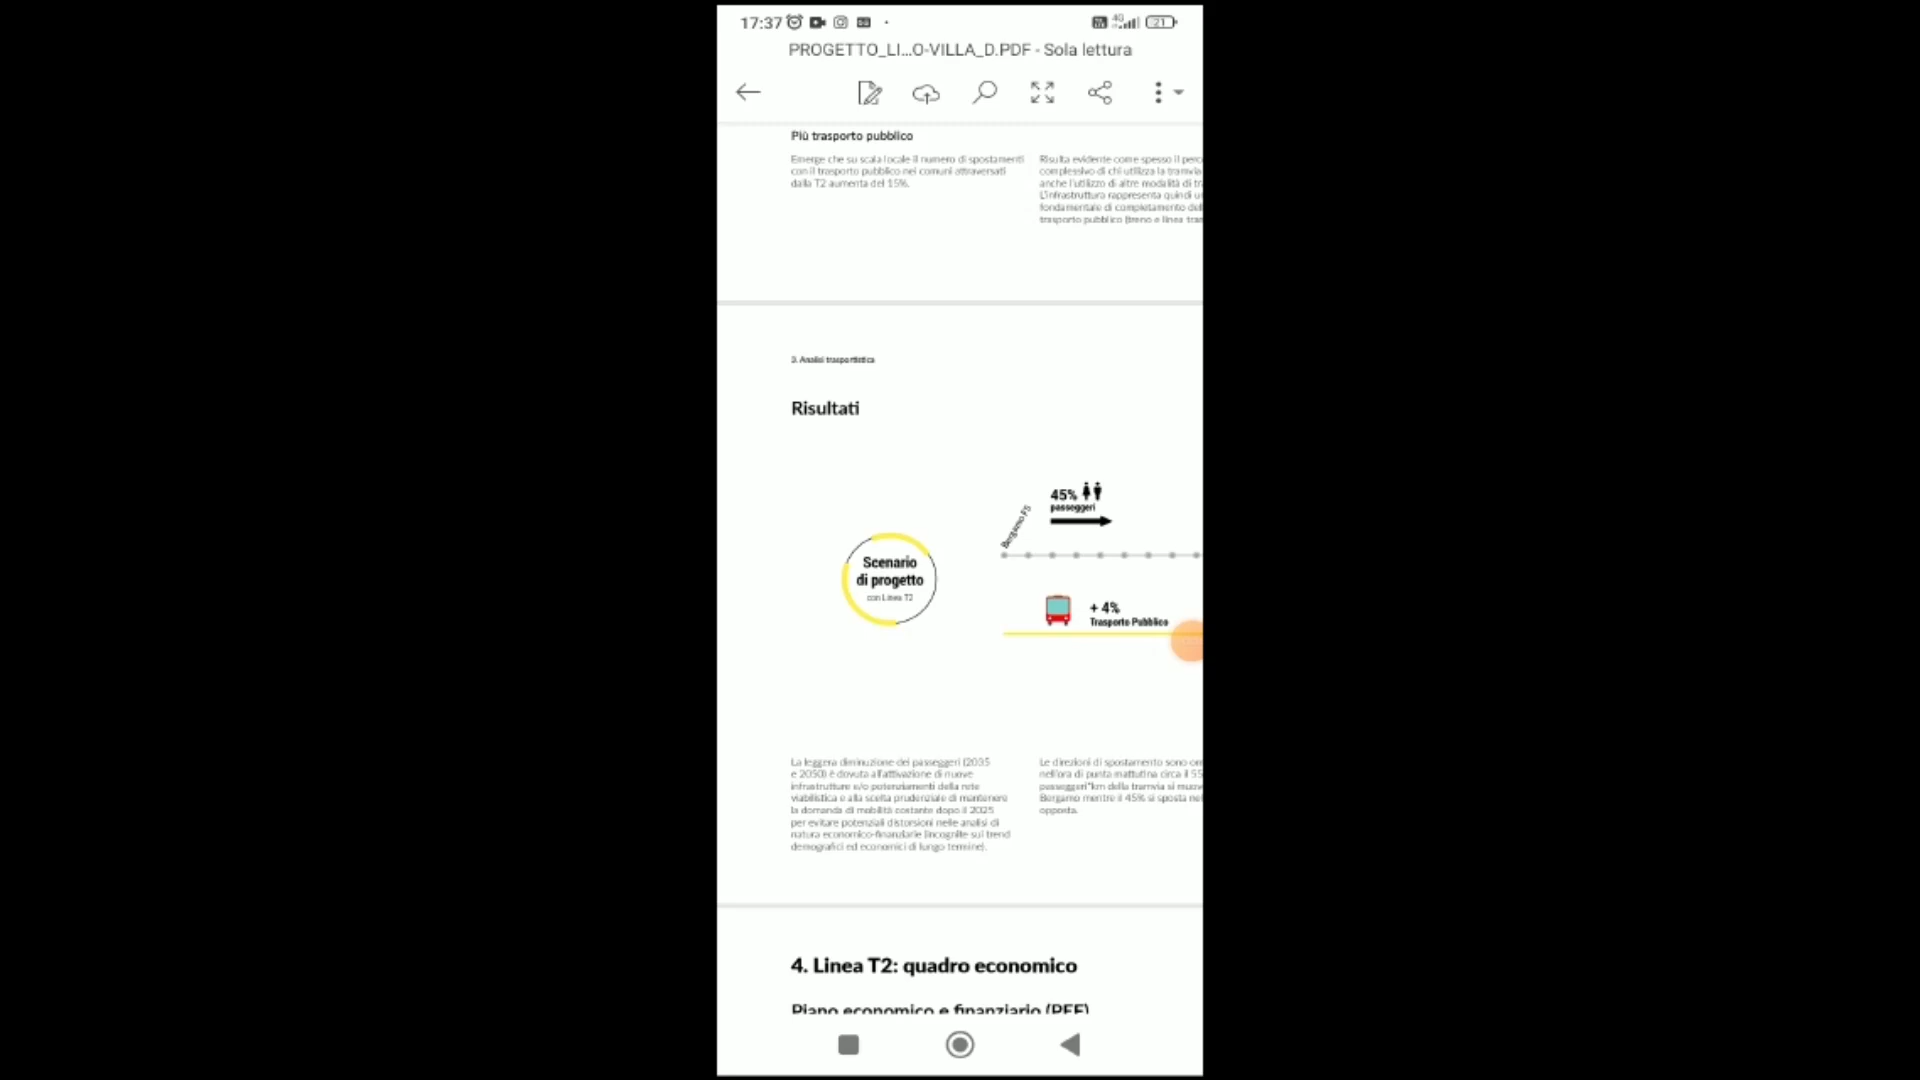 17:37
4G
21
PROGETTO_LI...O-VILLA_D.PDF - Sola lettura
Più trasporto pubblico
Emerge che su scala locale il numero di spostamenti
con il trasporto pubblico nei comuni attraversati
dalla T2 aumenta del 15%.
Risulta evidente come spesso il perc
complessivo di chi utilizza la tramvia
anche l'utilizzo di altre modalità di tr
L'infrastruttura rappresenta quindi u
fondamentale di completamento del
trasporto pubblico (treno e linea tra
3. Analisi trasportistica
Risultati
Scenario
di progetto
con Linea T2
Bergamo FS
45%
passeggeri
+ 4%
Trasporto Pubblico
La leggera diminuzione dei passeggeri (2035
e 2050) è dovuta all'attivazione di nuove
infrastrutture e/o potenziamenti della rete
viabilistica e alla scelta prudenziale di mantenere
la domanda di mobilità costante dopo il 2025
per evitare potenziali distorsioni nelle analisi di
natura economico-finanziarie (incognite sui trend
demografici ed economici di lungo termine).
Le direzioni di spostamento sono om
nell'ora di punta mattutina circa il 55
passeggeri*km della tramvia si muov
Bergamo mentre il 45% si sposta nel
opposta.
4. Linea T2: quadro economico
Piano economico e finanziario (PEF)